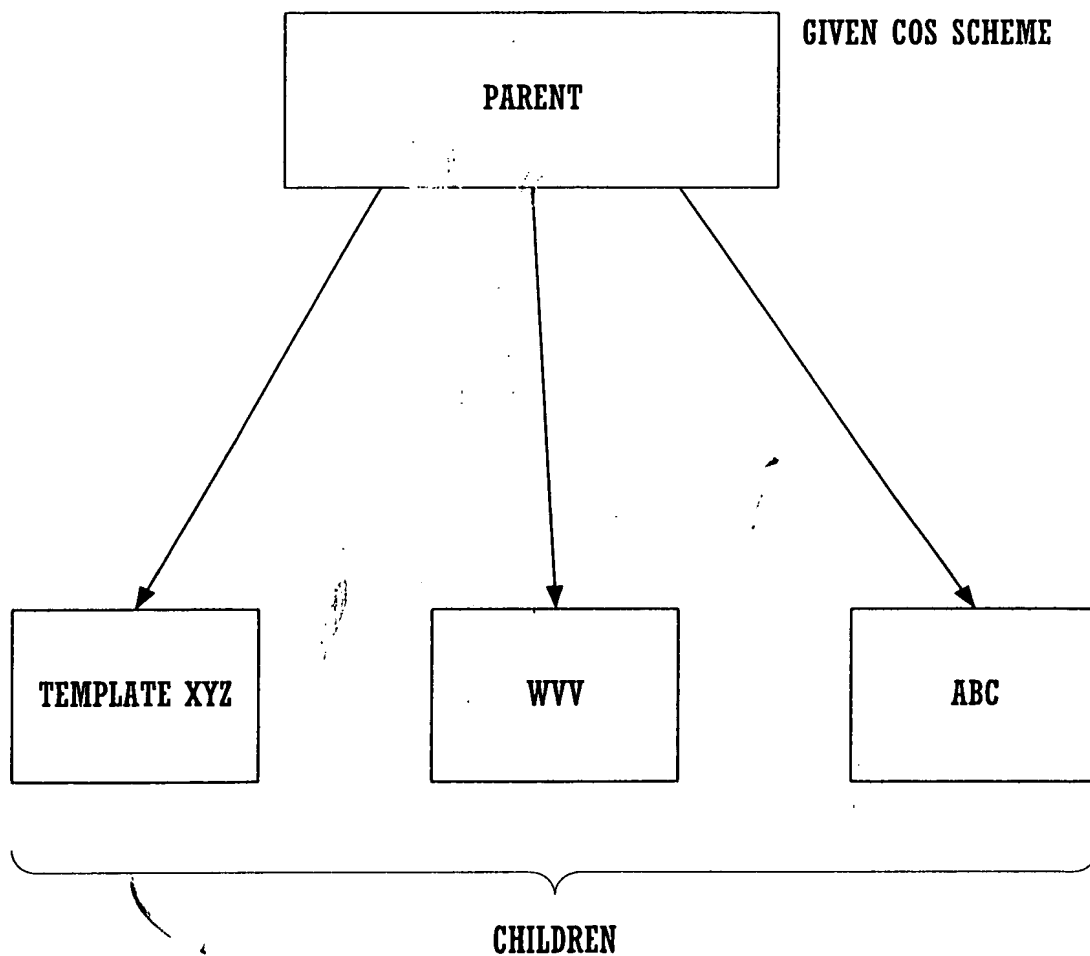 GIVEN COS SCHEME
PARENT
TEMPLATE XYZ
WVV
ABC
CHILDREN